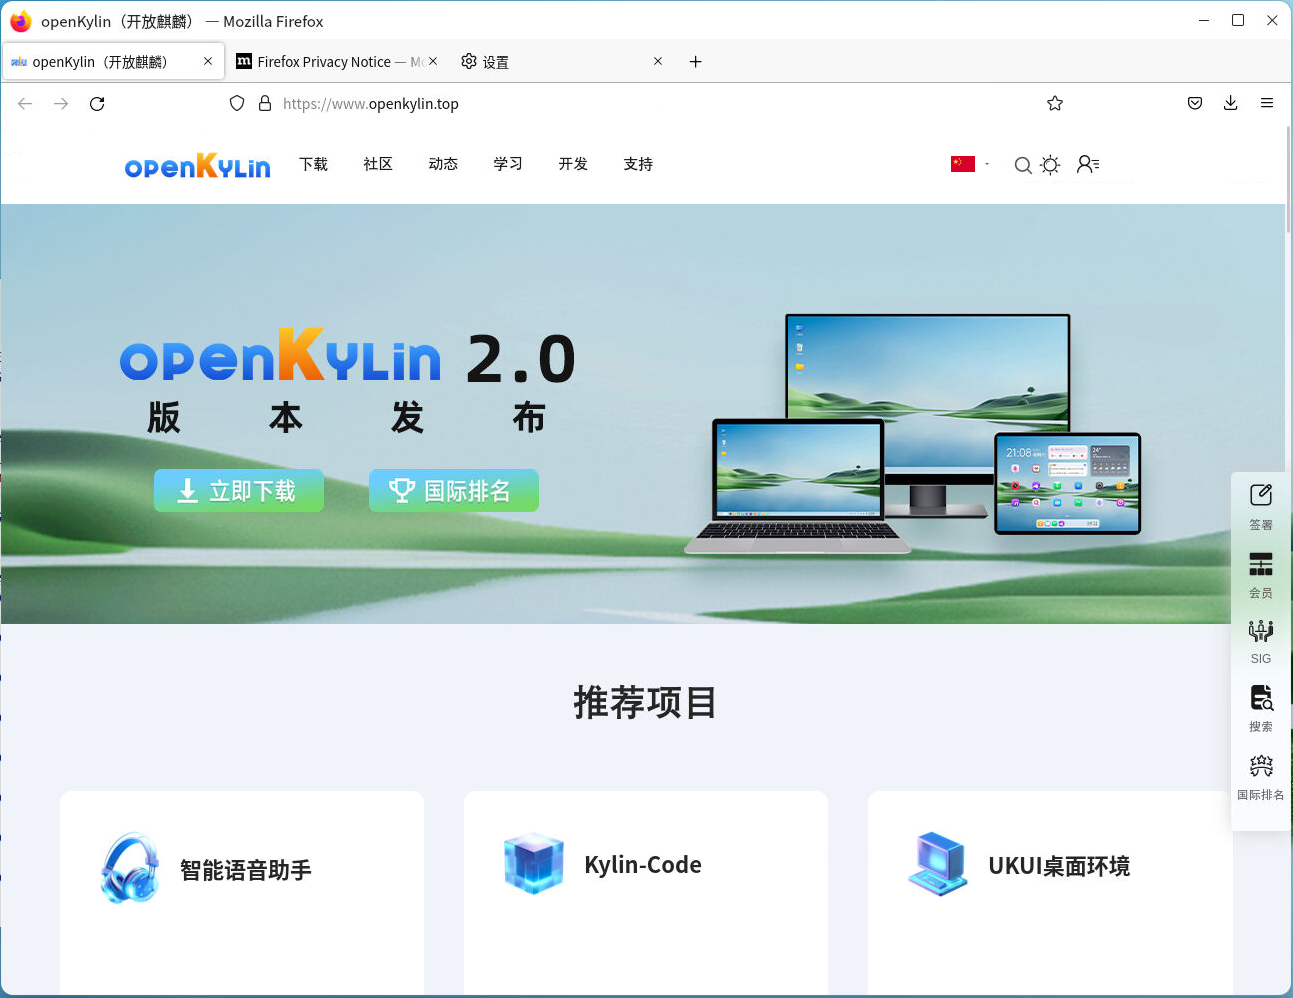 openKylin（开放麒麟） — Mozilla Firefox
openKylin（开放麒麟）
Firefox Privacy Notice — Mo
设置
https://www.openkylin.top
openKylin
下载
社区
动态
学习
开发
支持
openKylin 2.0
版 本 发 布
立即下载
国际排名
21:08
24°
签署
会员
SIG
搜索
国际排名
推荐项目
智能语音助手
Kylin-Code
UKUI桌面环境